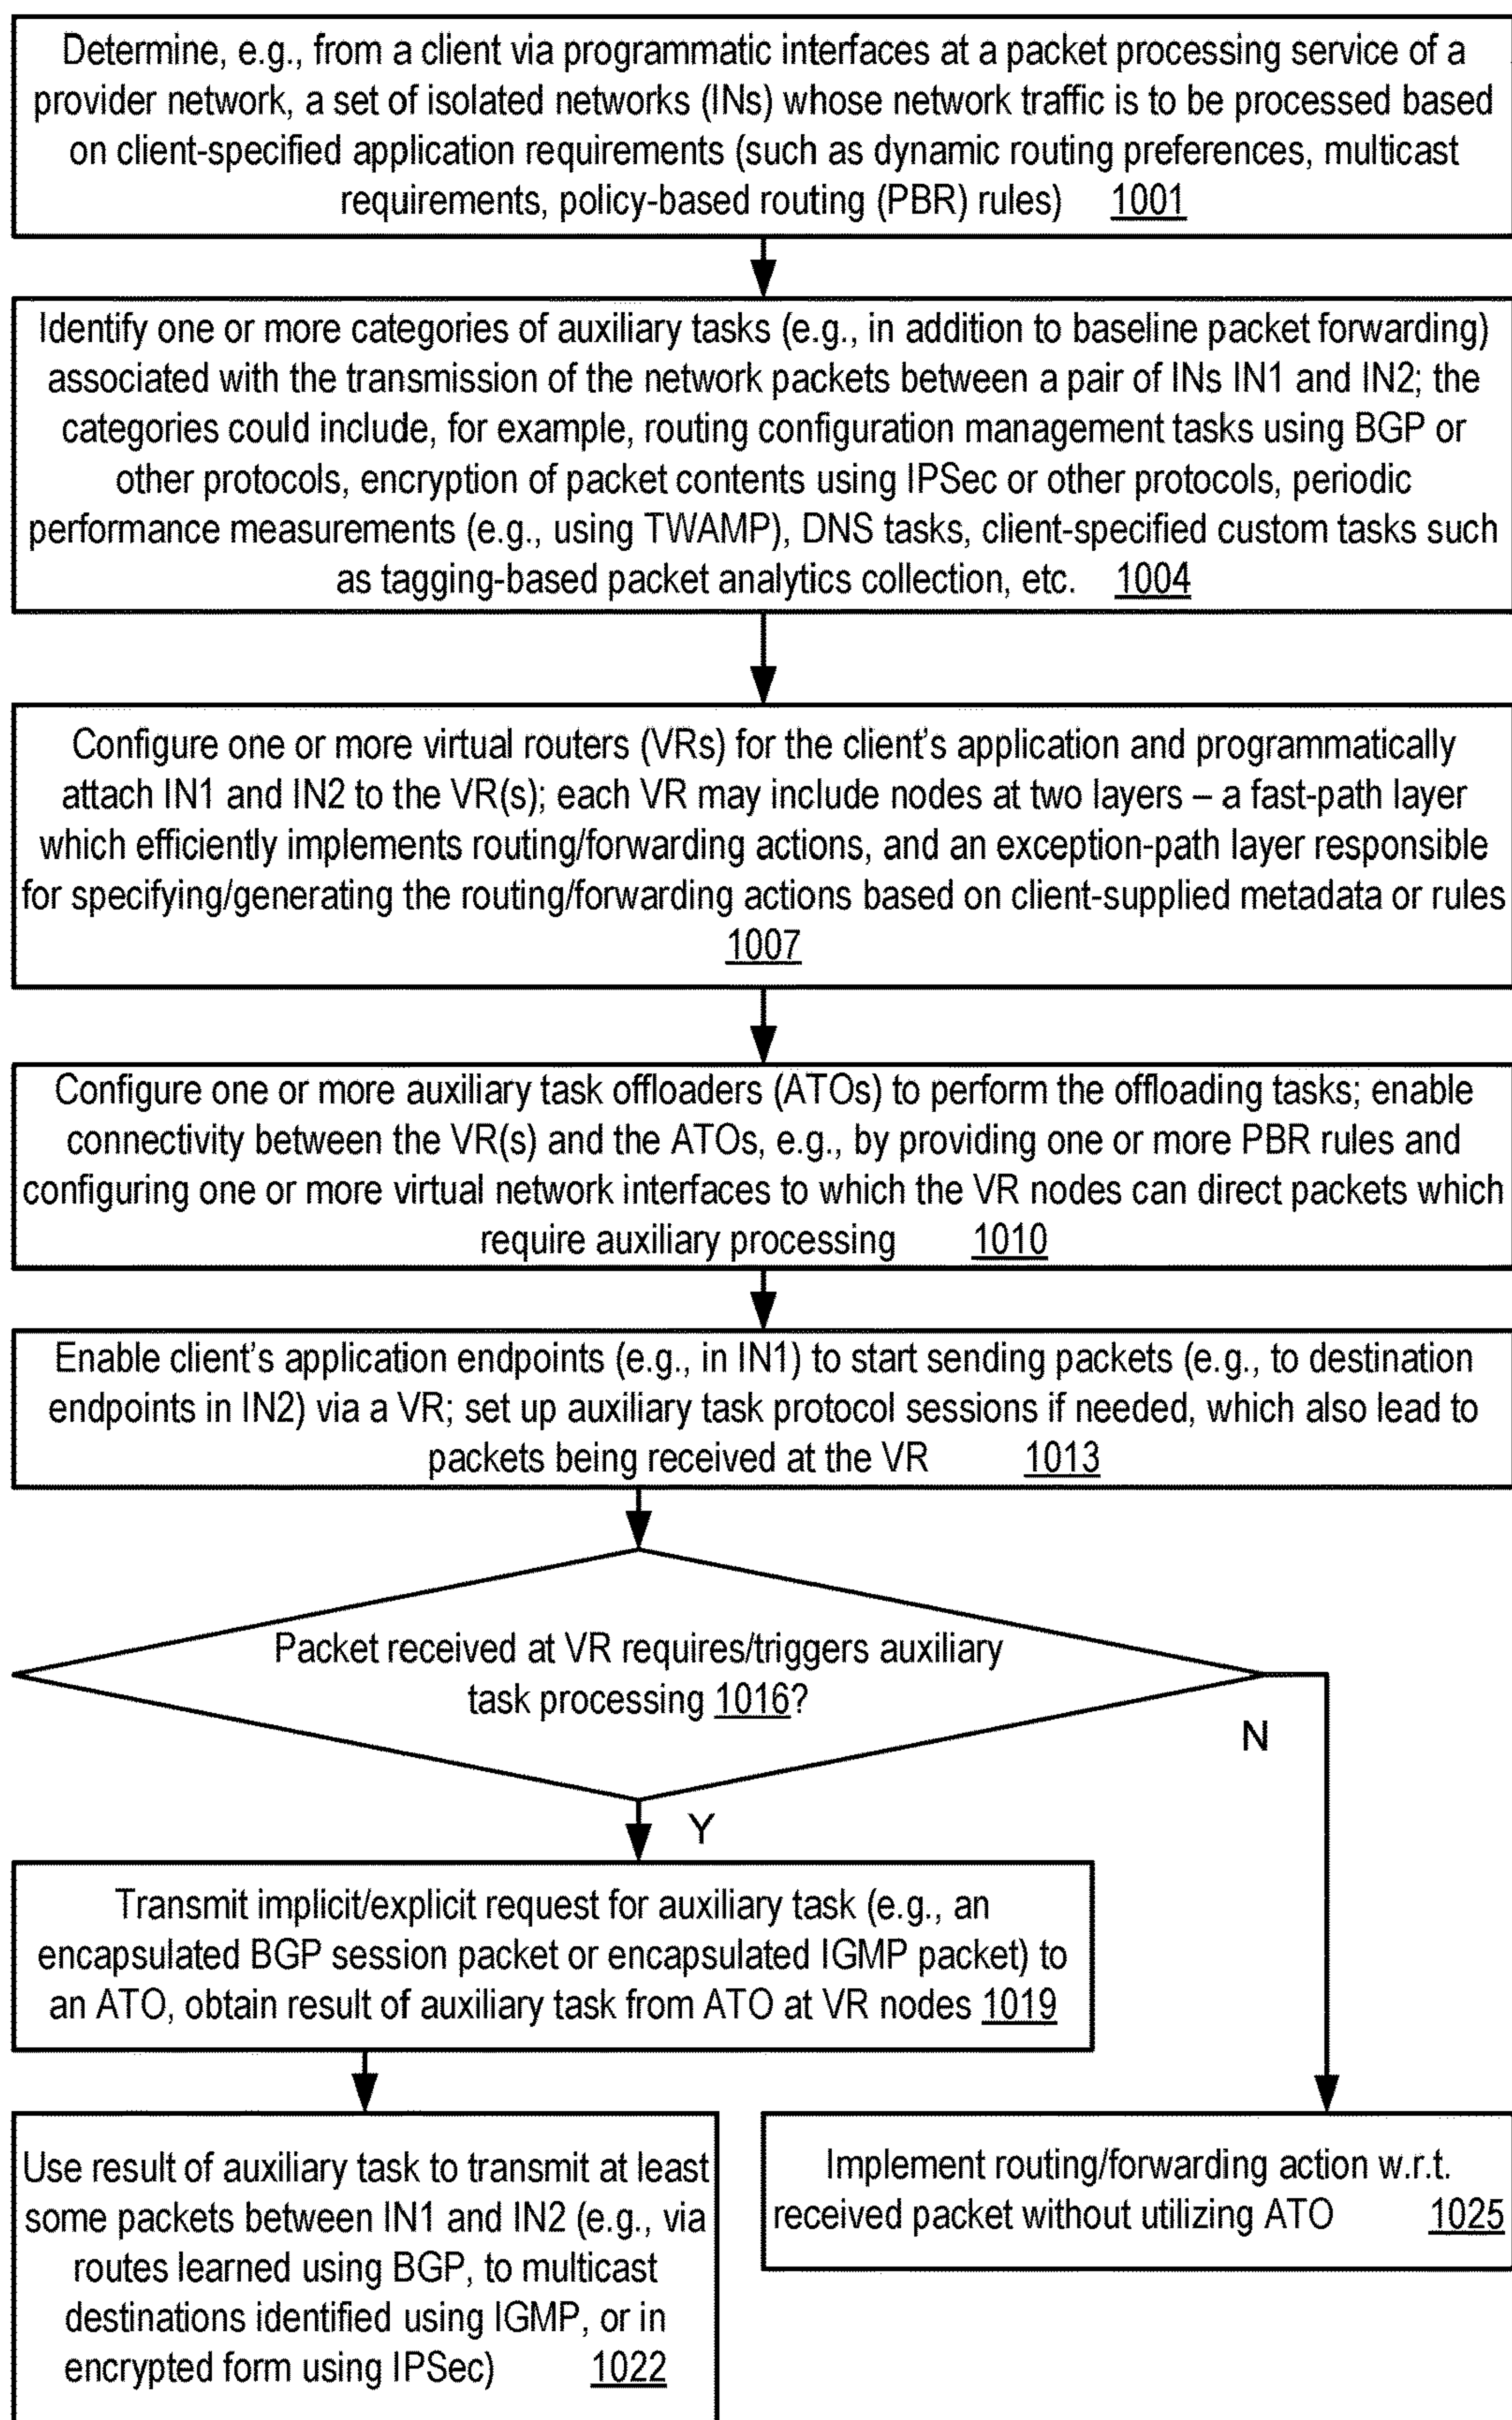 Determine, e.g., from a client via programmatic interfaces at a packet processing service of a
provider network, a set of isolated networks (INs) whose network traffic is to be processed based
on client-specified application requirements (such as dynamic routing preferences, multicast
requirements, policy-based routing (PBR) rules) 1001
Identify one or more categories of auxiliary tasks (e.g., in addition to baseline packet forwarding)
associated with the transmission of the network packets between a pair of INs IN1 and IN2; the
categories could include, for example, routing configuration management tasks using BGP or
other protocols, encryption of packet contents using IPSec or other protocols, periodic
performance measurements (e.g., using TWAMP), DNS tasks, client-specified custom tasks such
as tagging-based packet analytics collection, etc. 1004
Configure one or more virtual routers (VRs) for the client's application and programmatically
attach IN1 and IN2 to the VR(s); each VR may include nodes at two layers – a fast-path layer
which efficiently implements routing/forwarding actions, and an exception-path layer responsible
for specifying/generating the routing/forwarding actions based on client-supplied metadata or rules
1007
Configure one or more auxiliary task offloaders (ATOs) to perform the offloading tasks; enable
connectivity between the VR(s) and the ATOs, e.g., by providing one or more PBR rules and
configuring one or more virtual network interfaces to which the VR nodes can direct packets which
require auxiliary processing 1010
Enable client's application endpoints (e.g., in IN1) to start sending packets (e.g., to destination
endpoints in IN2) via a VR; set up auxiliary task protocol sessions if needed, which also lead to
packets being received at the VR 1013
Packet received at VR requires/triggers auxiliary
task processing 1016?
N
Y
Transmit implicit/explicit request for auxiliary task (e.g., an
encapsulated BGP session packet or encapsulated IGMP packet) to
an ATO, obtain result of auxiliary task from ATO at VR nodes 1019
Use result of auxiliary task to transmit at least
some packets between IN1 and IN2 (e.g., via
routes learned using BGP, to multicast
destinations identified using IGMP, or in
encrypted form using IPSec) 1022
Implement routing/forwarding action w.r.t.
received packet without utilizing ATO 1025